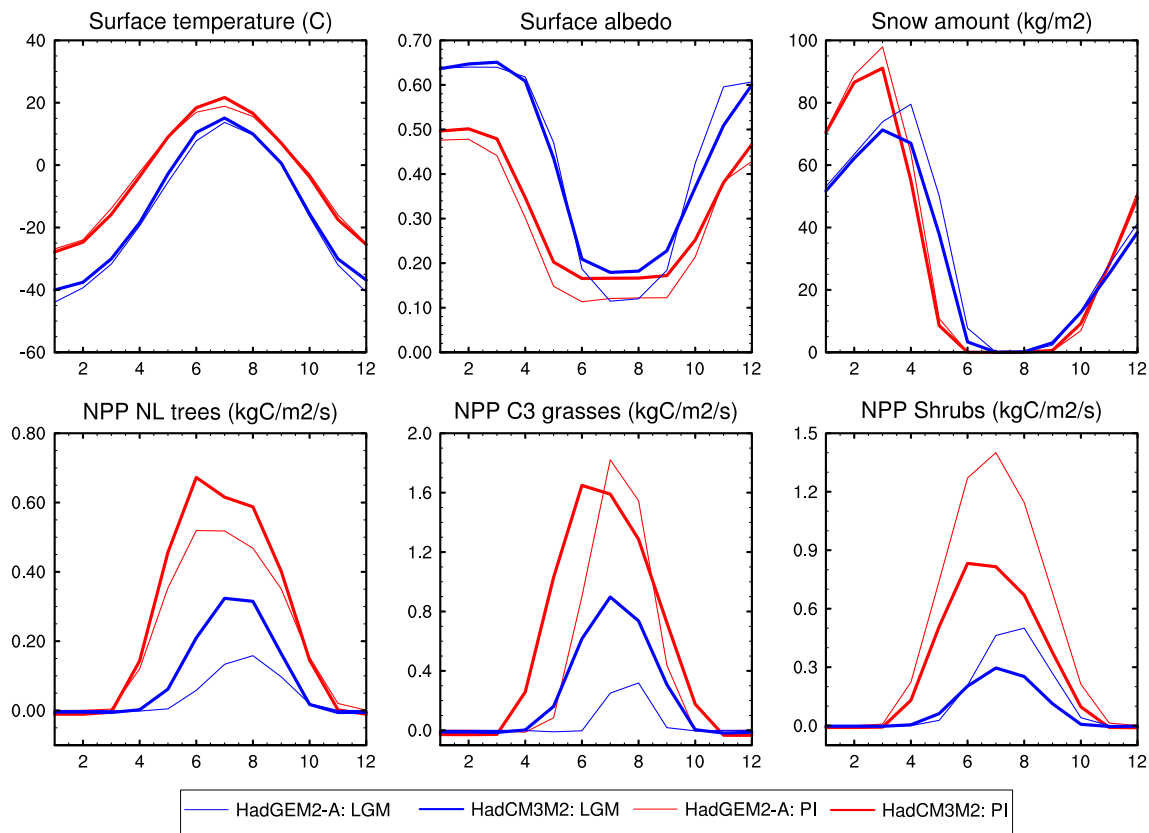 Surface temperature (C)
40
20
0
-20
-40
-60
2 4 6 8 10 12
Surface albedo
0.70
0.60
0.50
0.40
0.30
0.20
0.10
0.00
2 4 6 8 10 12
Snow amount (kg/m2)
100
80
60
40
20
0
2 4 6 8 10 12
NPP NL trees (kgC/m2/s)
0.80
0.60
0.40
0.20
0.00
2 4 6 8 10 12
NPP C3 grasses (kgC/m2/s)
2.0
1.6
1.2
0.8
0.4
0.0
2 4 6 8 10 12
NPP Shrubs (kgC/m2/s)
1.5
1.2
0.9
0.6
0.3
0.0
2 4 6 8 10 12
HadGEM2-A: LGM HadCM3M2: LGM HadGEM2-A: PI HadCM3M2: PI